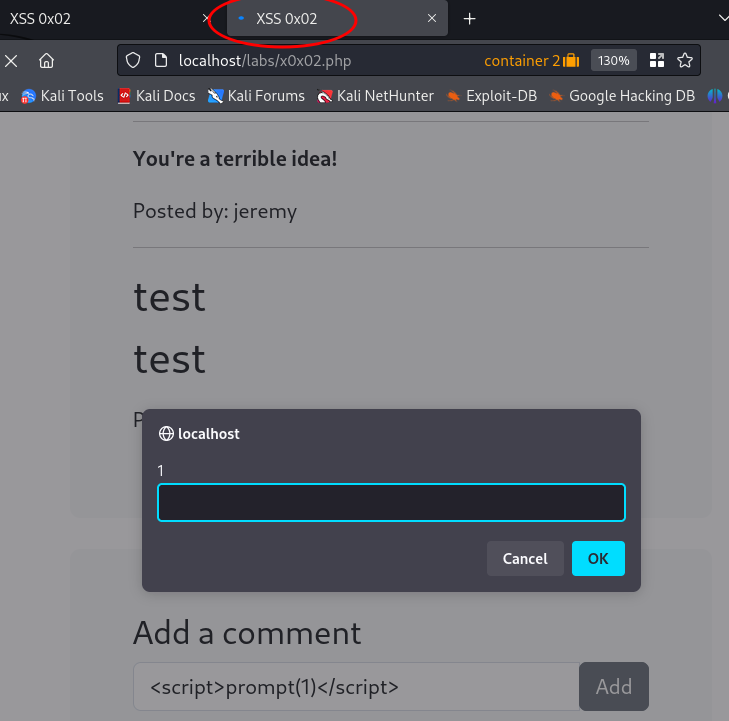 XSS 0x02
XSS 0x02
localhost/labs/x0x02.php
container 2
130%
Kali Tools
Kali Docs
Kali Forums
Kali NetHunter
Exploit-DB
Google Hacking DB
You're a terrible idea!
Posted by: jeremy
test
test
localhost
1
Cancel
OK
Add a comment
<script>prompt(1)</script>
Add